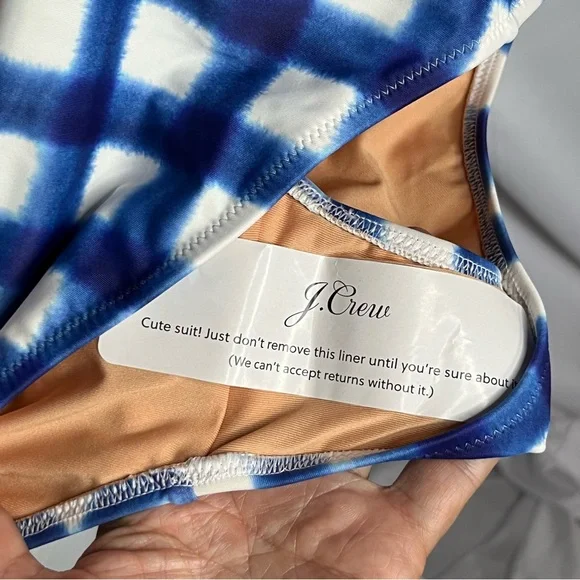 J.Crew
Cute suit! Just don't remove this liner until you're sure about
(We can't accept returns without it.)